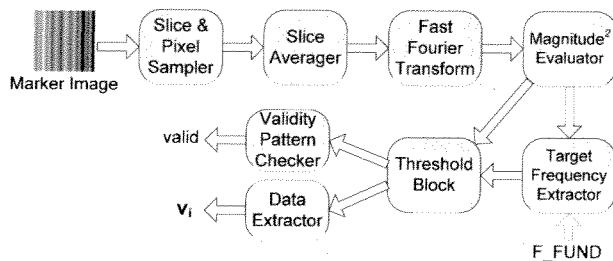 Marker Image
Slice &
Pixel
Sampler
Slice
Averager
Fast
Fourier
Transform
Magnitude²
Evaluator
valid
Validity
Pattern
Checker
Threshold
Block
Target
Frequency
Extractor
vᵢ
Data
Extractor
F_FUND